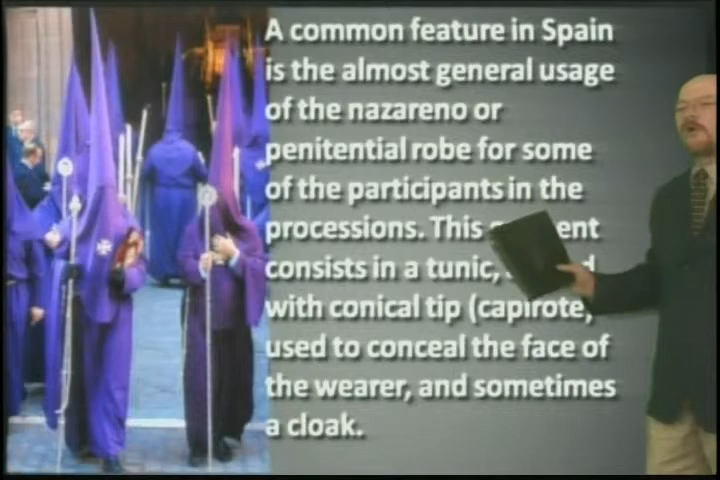 A common feature in Spain
is the almost general usage
of the nazareno or
penitential robe for some
of the participants in the
processions. This
consists in a tunic,
with conical tip (capirote,
used to conceal the face of
the wearer, and sometimes
a cloak.